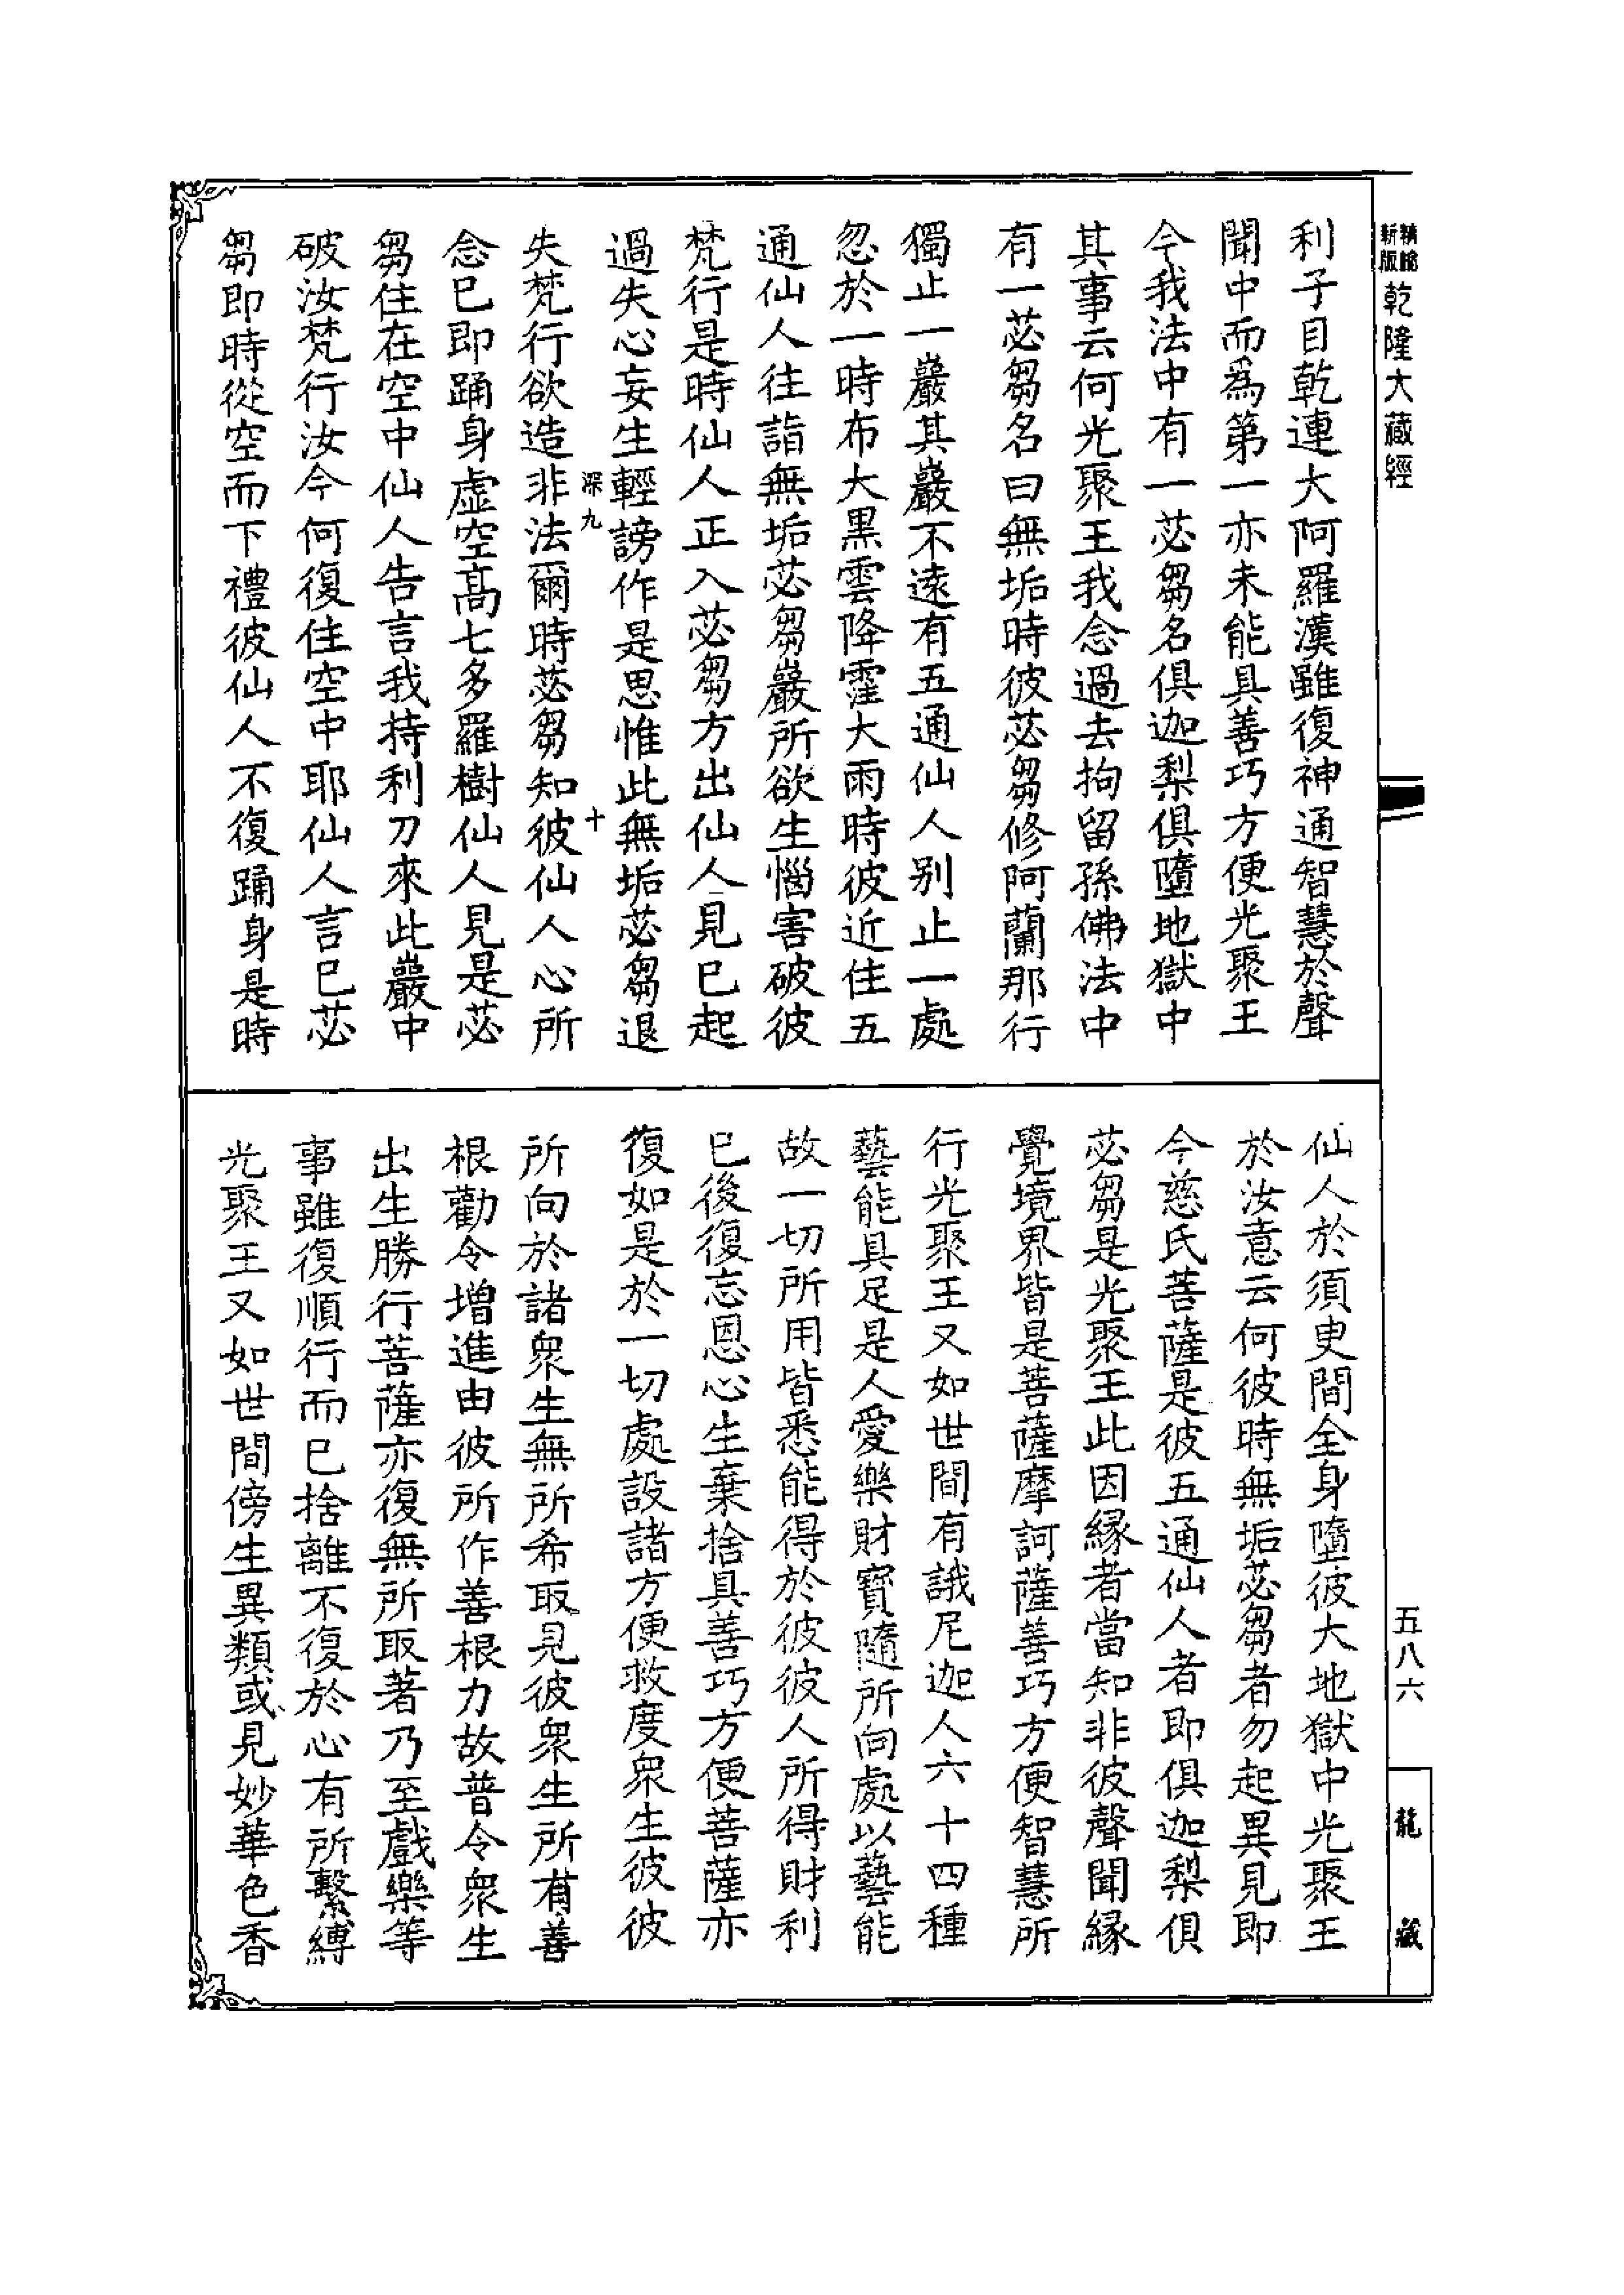 精縮新版乾隆大藏經
利子目乾連大阿羅漢雖復神通智慧於聲
聞中而爲第一亦未能具善巧方便光聚王
今我法中有一苾芻名俱迦梨俱墮地獄中
其事云何光聚王我念過去拘留孫佛法中
有一苾芻名曰無垢時彼苾芻修阿蘭那行
獨止一巖其巖不遠有五通仙人别止一處
忽於一時布大黑雲降霔大雨時彼近住五
通仙人往詣無垢苾芻巖所欲生惱害破彼
梵行是時仙人正入苾芻方出仙人見已起
過失心妄生輕謗作是思惟此無垢苾芻退
深九
十
失梵行欲造非法爾時苾芻知彼仙人心所
念已即踊身虛空高七多羅樹仙人見是苾
芻住在空中仙人告言我持利刀來此巖中
破汝梵行汝今何復住空中耶仙人言已苾
芻即時從空而下禮彼仙人不復踊身是時
仙人於須臾間全身墮彼大地獄中光聚王
於汝意云何彼時無垢苾芻者勿起異見即
今慈氏菩薩是彼五通仙人者即俱迦梨俱
苾芻是光聚王此因緣者當知非彼聲聞緣
覺境界皆是菩薩摩訶薩善巧方便智慧所
行光聚王又如世間有誐尼迦人六十四種
藝能具足是人愛樂財寶隨所向處以藝能
故一切所用皆悉能得於彼彼人所得財利
已後復忘恩心生棄捨具善巧方便菩薩亦
復如是於一切處設諸方便救度衆生彼彼
所向於諸衆生無所希取見彼衆生所有善
根勸令增進由彼所作善根力故普令衆生
出生勝行菩薩亦復無所取著乃至戲樂等
事雖復順行而已捨離不復於心有所繫縛
光聚王又如世間傍生異類或見妙華色香
五八六
龍藏